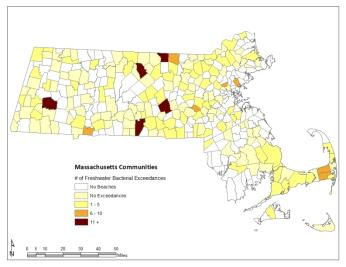 Massachusetts Communities
# of Freshwater Bacterial Exceedances
No Beaches
No Exceedances
1 - 5
6 - 10
11 +
N
0 5 10 20 30 40 50
Miles